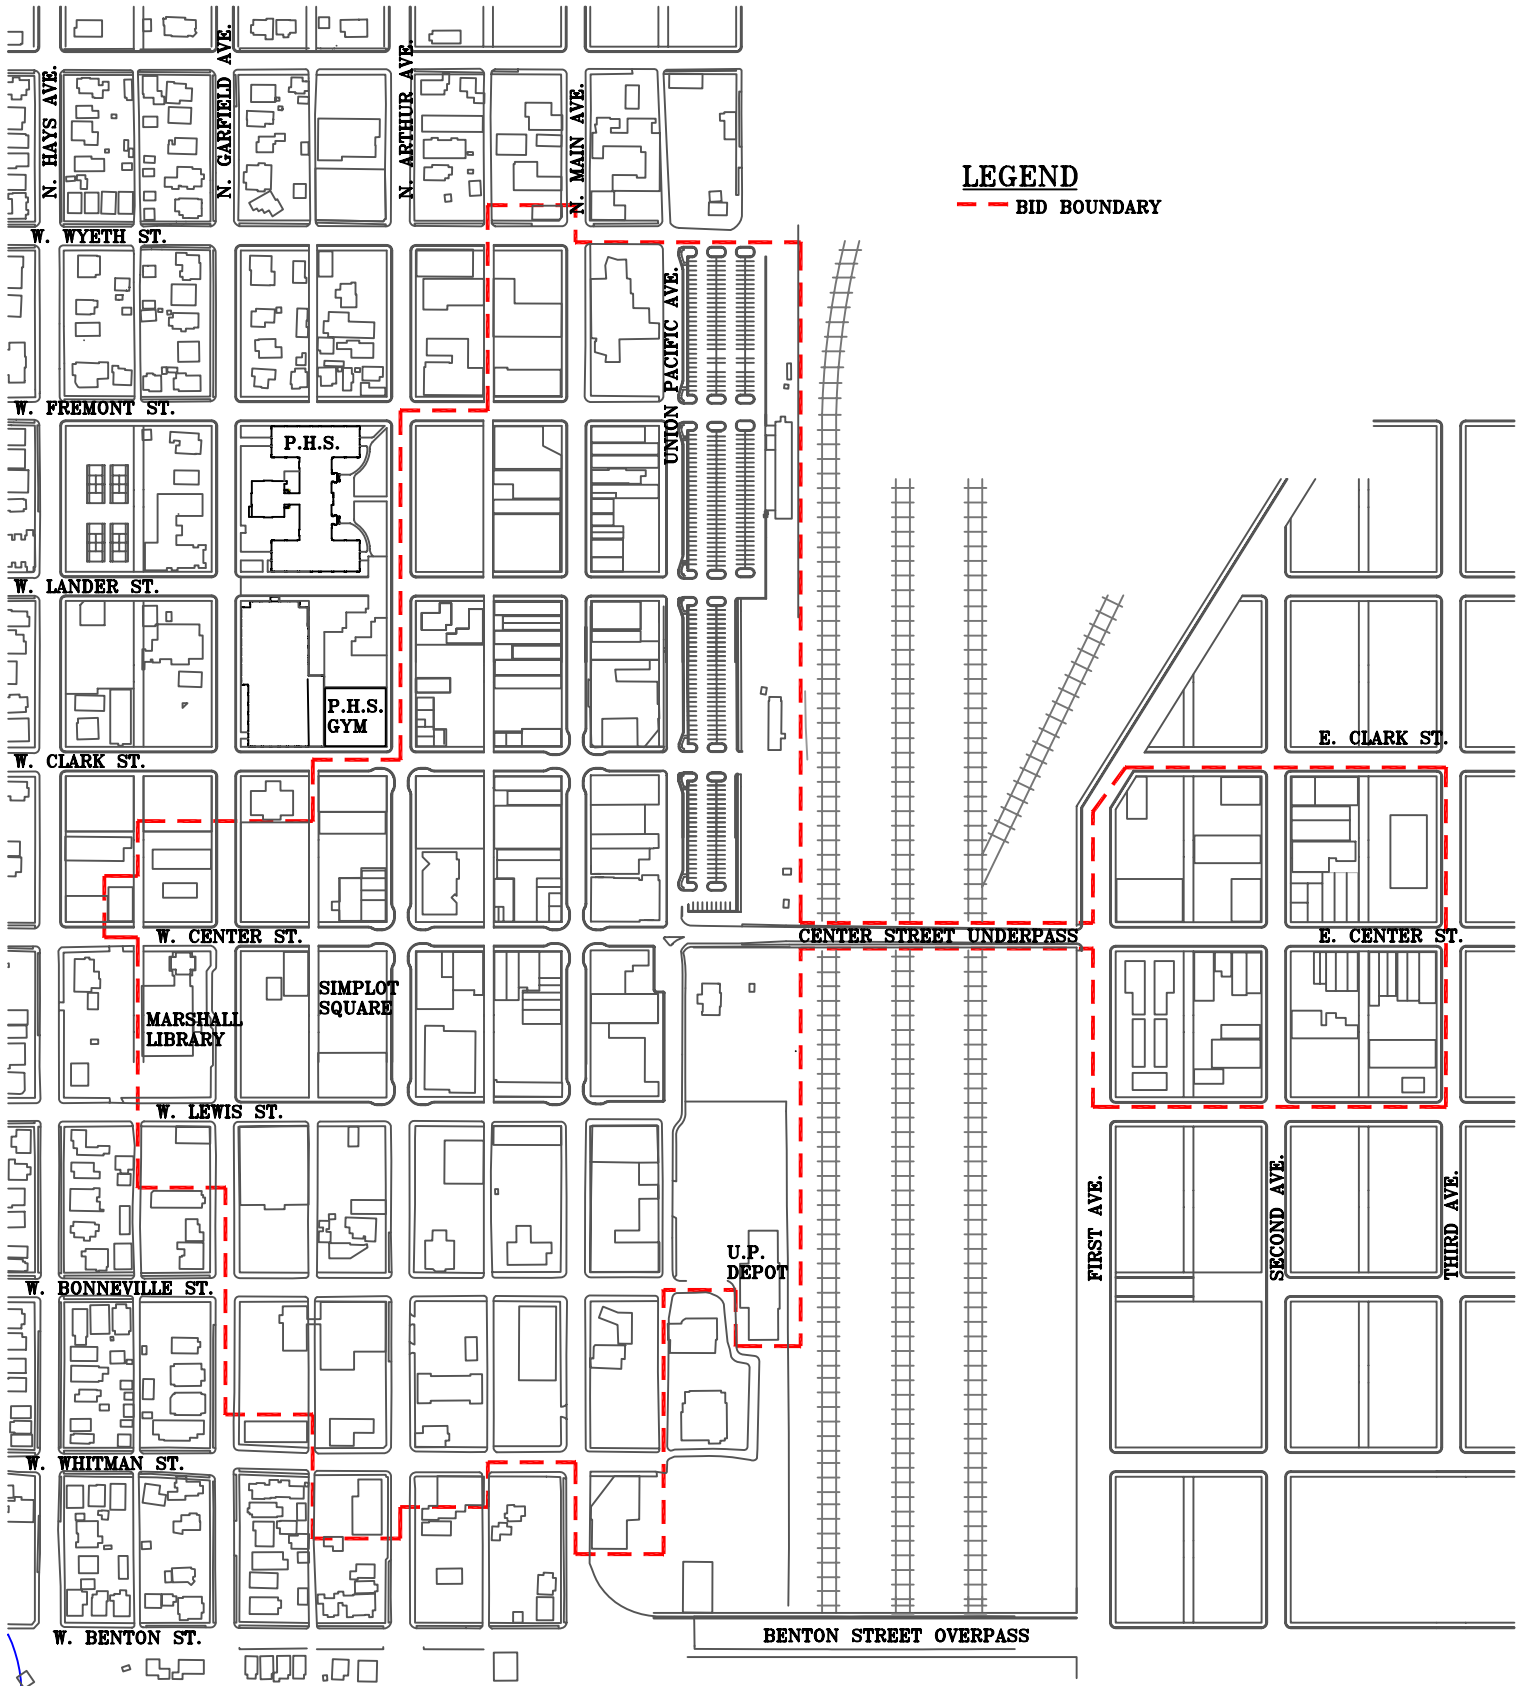 N. HAYS AVE.
N. GARFIELD AVE.
N. ARTHUR AVE.
N. MAIN AVE.
LEGEND
BID BOUNDARY
W. WYETH ST.
UNION PACIFIC AVE.
W. FREMONT ST.
P.H.S.
W. LANDER ST.
P.H.S.
GYM
W. CLARK ST.
E. CLARK ST.
W. CENTER ST.
CENTER STREET UNDERPASS
E. CENTER ST.
SIMPLOT
SQUARE
MARSHALL
LIBRARY
W. LEWIS ST.
FIRST AVE.
SECOND AVE.
THIRD AVE.
U.P.
DEPOT
W. BONNEVILLE ST.
W. WHITMAN ST.
W. BENTON ST.
BENTON STREET OVERPASS